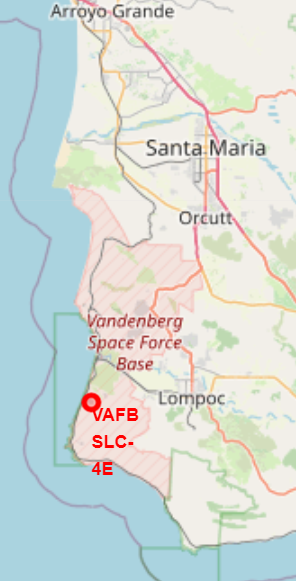 Arroyo Grande
Santa Maria
Orcutt
Vandenberg
Space Force
Base
Lompoc
VAFB
SLC-
4E